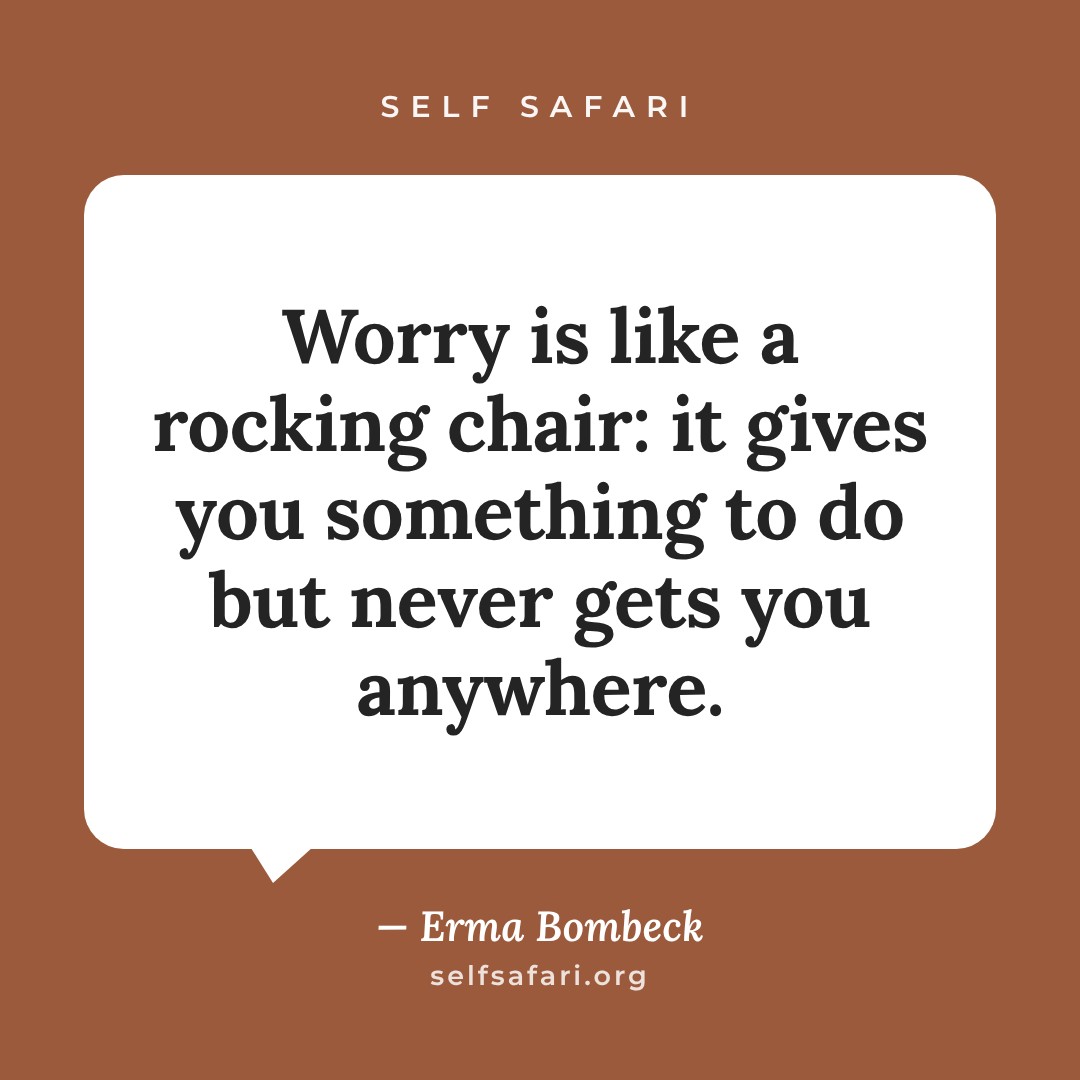 SELF SAFARI
Worry is like a
rocking chair: it gives
you something to do
but never gets you
anywhere.
— Erma Bombeck
selfsafari.org